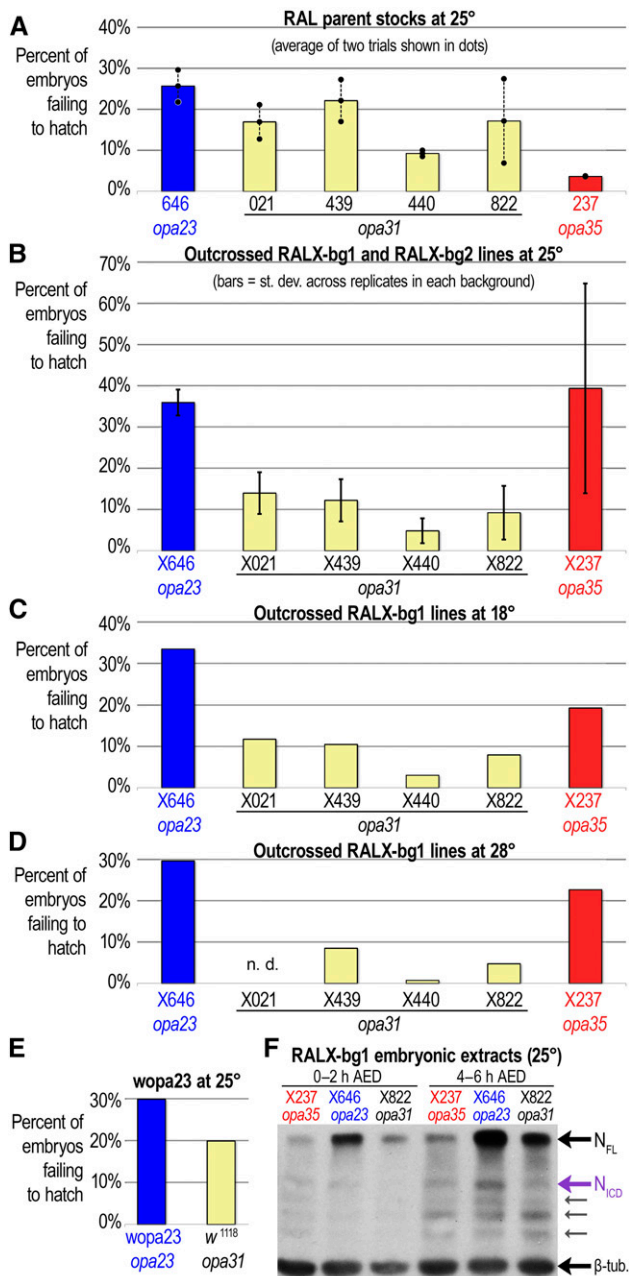 A
RAL parent stocks at 25°
(average of two trials shown in dots)
Percent of
embryos
failing
to hatch
40%
30%
20%
10%
0%
646 021 439 440 822 237
opa23 opa31 opa35
B
Outcrossed RALX-bg1 and RALX-bg2 lines at 25°
(bars = st. dev. across replicates in each background)
Percent of
embryos
failing
to hatch
70%
60%
50%
40%
30%
20%
10%
0%
X646 X021 X439 X440 X822 X237
opa23 opa31 opa35
C
Outcrossed RALX-bg1 lines at 18°
Percent of
embryos
failing
to hatch
40%
30%
20%
10%
0%
X646 X021 X439 X440 X822 X237
opa23 opa31 opa35
D
Outcrossed RALX-bg1 lines at 28°
Percent of
embryos
failing to
hatch
30%
20%
10%
0%
n. d.
X646 X021 X439 X440 X822 X237
opa23 opa31 opa35
E
wopa23 at 25°
Percent of
embryos
failing
to hatch
30%
20%
10%
0%
wopa23 w1118
opa23 opa31
F
RALX-bg1 embryonic extracts (25°)
0–2 h AED 4–6 h AED
X237 X646 X822 X237 X646 X822
opa35 opa23 opa31 opa35 opa23 opa31
NFL
NICD
β-tub.